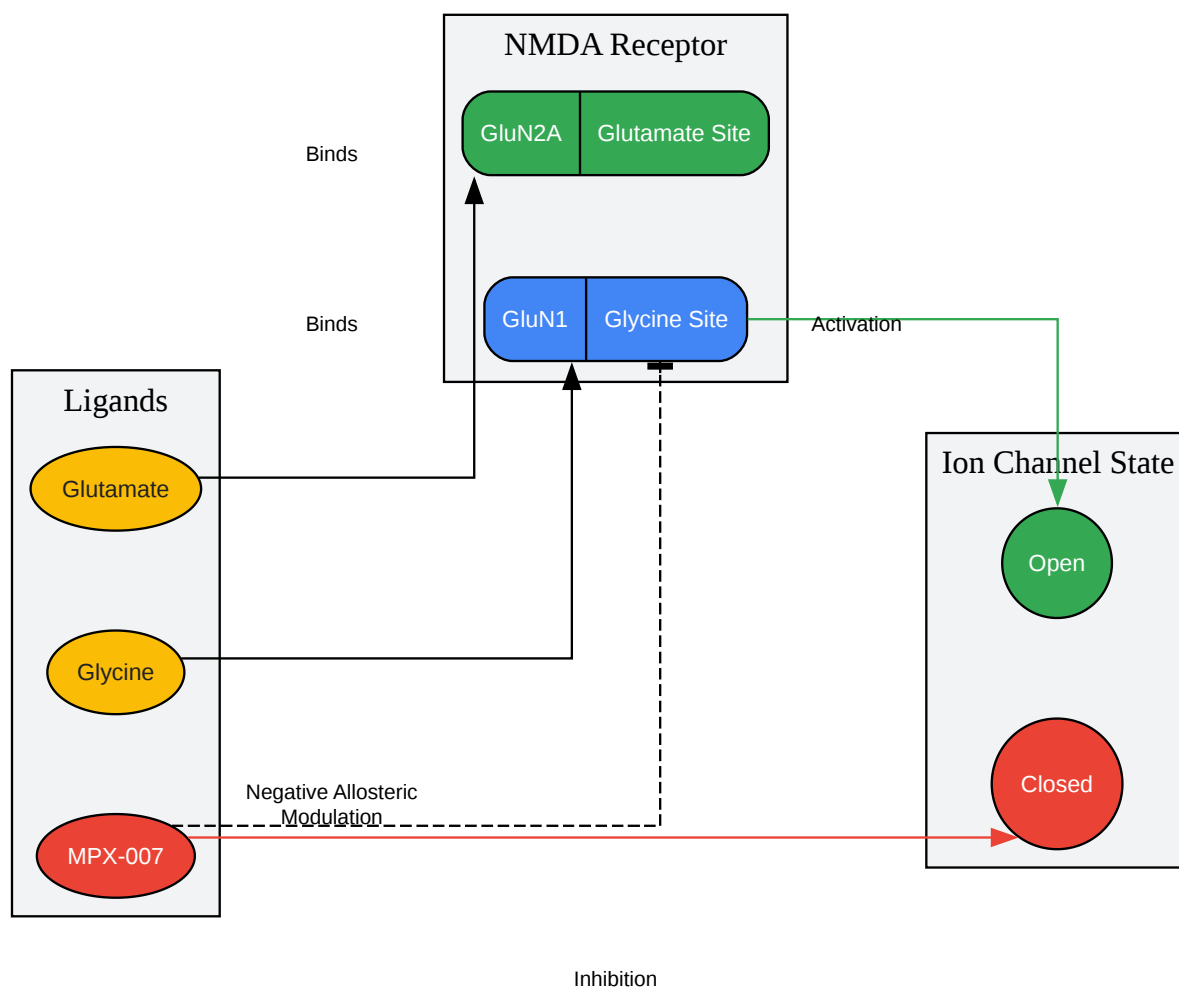 NMDA Receptor
GluN2A
Glutamate Site
Binds
GluN1
Glycine Site
Binds
Activation
Ligands
Glutamate
Glycine
MPX-007
Negative Allosteric
Modulation
Ion Channel State
Open
Closed
Inhibition